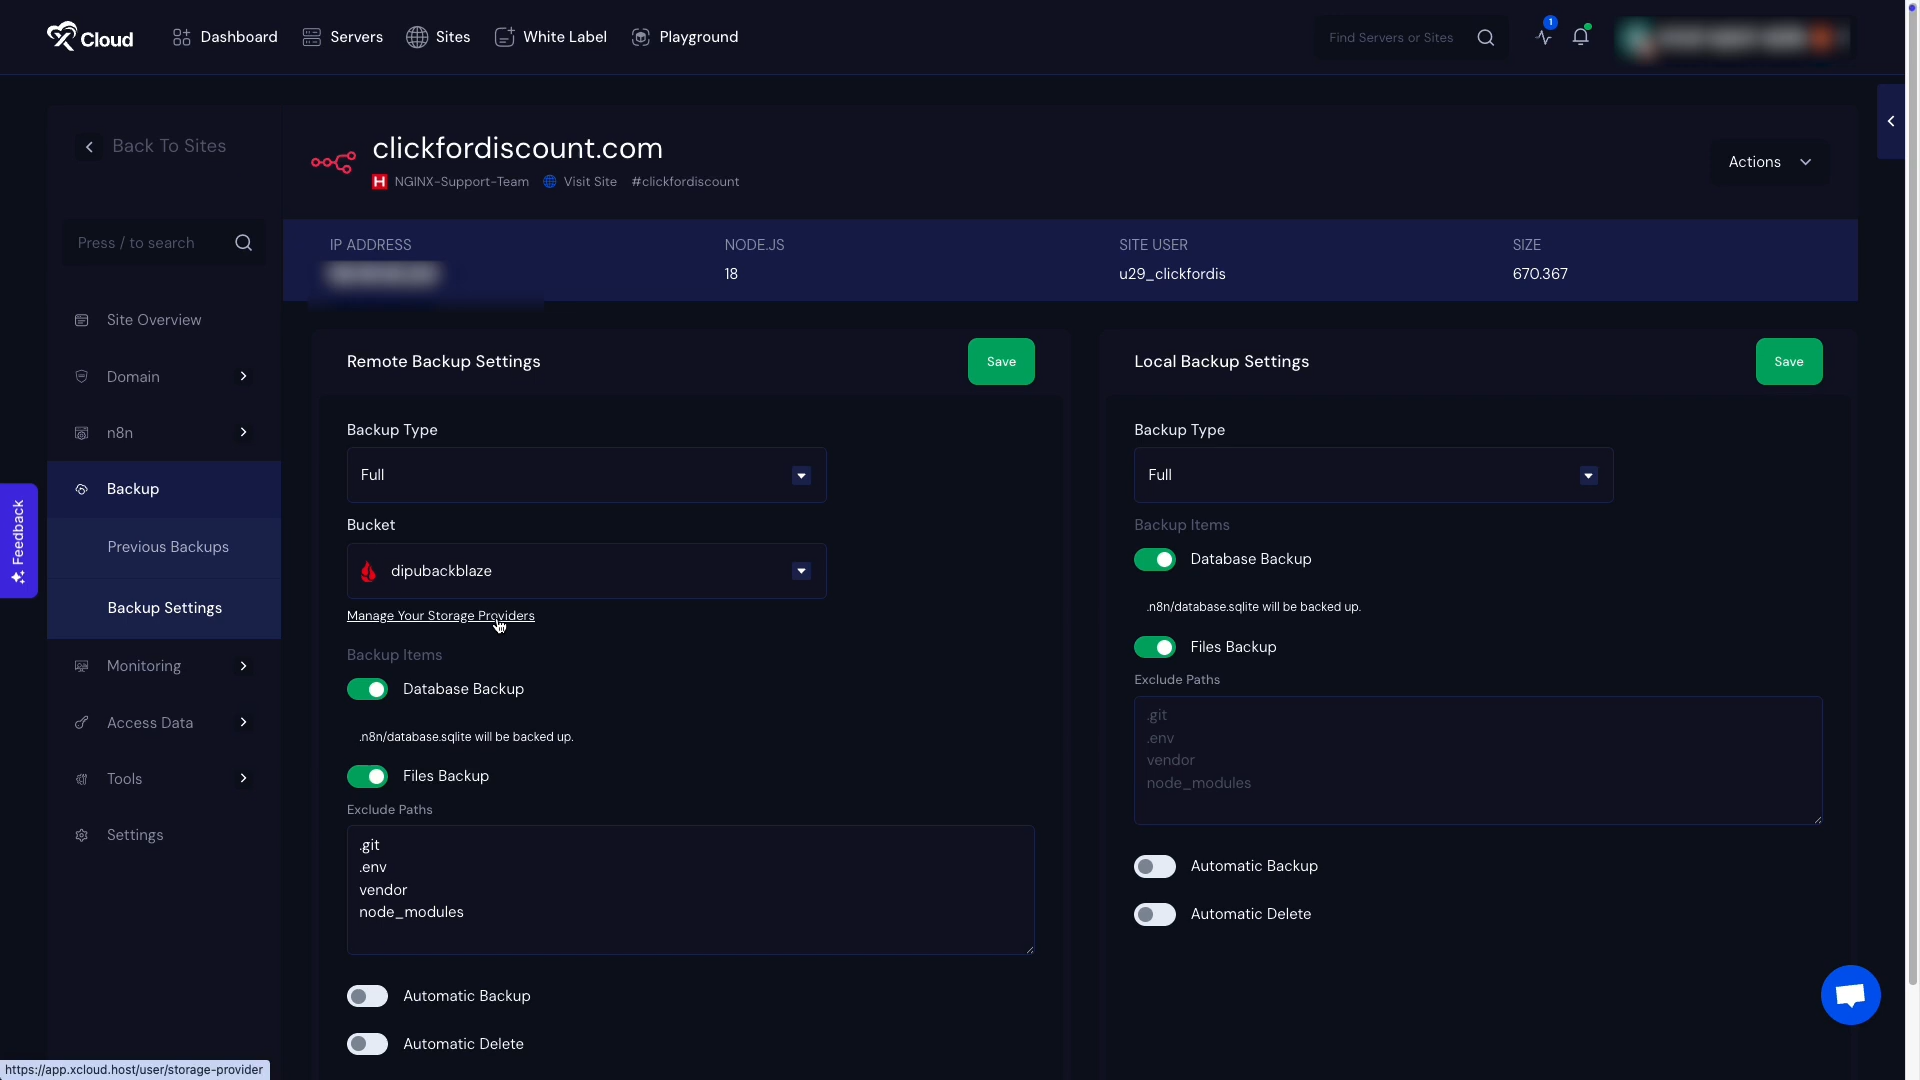 xCloud
Dashboard
Servers
Sites
White Label
Playground
Find Servers or Sites
1
Back To Sites
Press / to search
Site Overview
Domain
n8n
Backup
Previous Backups
Backup Settings
Monitoring
Access Data
Tools
Settings
Feedback
clickfordiscount.com
H NGINX-Support-Team Visit Site #clickfordiscount
Actions
IP ADDRESS
NODE.JS
18
SITE USER
u29_clickfordis
SIZE
670.367
Remote Backup Settings
Save
Backup Type
Full
Bucket
dipubackblaze
Manage Your Storage Providers
Backup Items
Database Backup
.n8n/database.sqlite will be backed up.
Files Backup
Exclude Paths
.git
.env
vendor
node_modules
Automatic Backup
Automatic Delete
Local Backup Settings
Save
Backup Type
Full
Backup Items
Database Backup
.n8n/database.sqlite will be backed up.
Files Backup
Exclude Paths
.git
.env
vendor
node_modules
Automatic Backup
Automatic Delete
https://app.xcloud.host/user/storage-provider